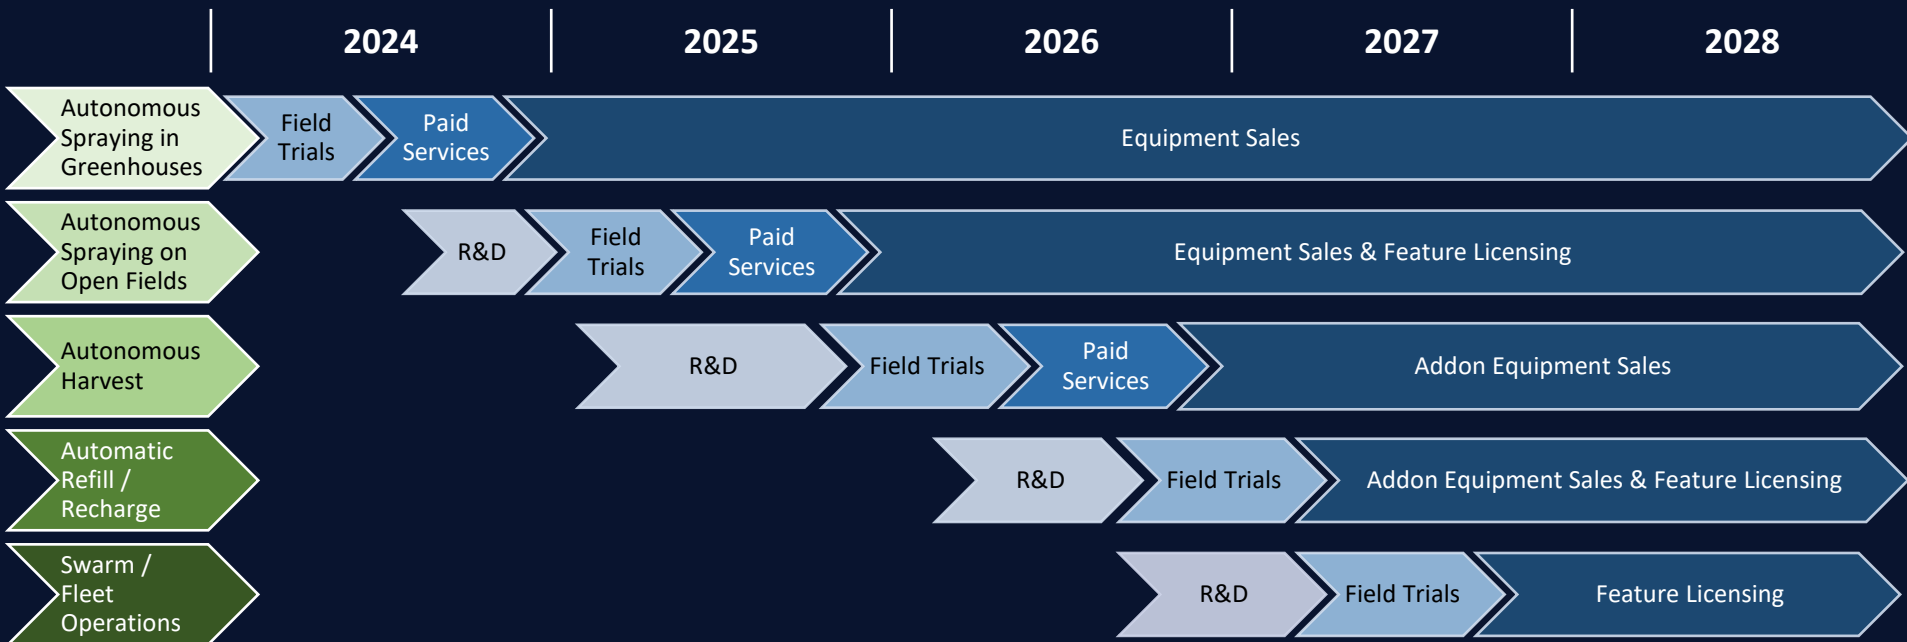 2024 2025 2026 2027 2028
Autonomous
Spraying in
Greenhouses
Field
Trials
Paid
Services
Equipment Sales
Autonomous
Spraying on
Open Fields
R&D
Field
Trials
Paid
Services
Equipment Sales & Feature Licensing
Autonomous
Harvest
R&D
Field Trials
Paid
Services
Addon Equipment Sales
Automatic
Refill /
Recharge
R&D
Field Trials
Addon Equipment Sales & Feature Licensing
Swarm /
Fleet
Operations
R&D
Field Trials
Feature Licensing